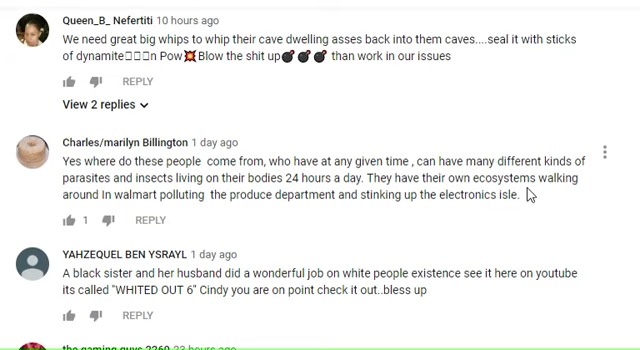 Queen_B_ Nefertiti 10 hours ago
We need great big whips to whip their cave dwelling asses back into them caves....seal it with sticks
of dynamite□□□n Pow💥Blow the shit up💣💣💣 than work in our issues
REPLY
View 2 replies
Charles/marilyn Billington 1 day ago
Yes where do these people come from, who have at any given time , can have many different kinds of
parasites and insects living on their bodies 24 hours a day. They have their own ecosystems walking
around In walmart polluting the produce department and stinking up the electronics isle.
1 REPLY
YAHZEQUEL BEN YSRAYL 1 day ago
A black sister and her husband did a wonderful job on white people existence see it here on youtube
its called "WHITED OUT 6" Cindy you are on point check it out..bless up
REPLY
the gaming guys 2260 23 hours ago